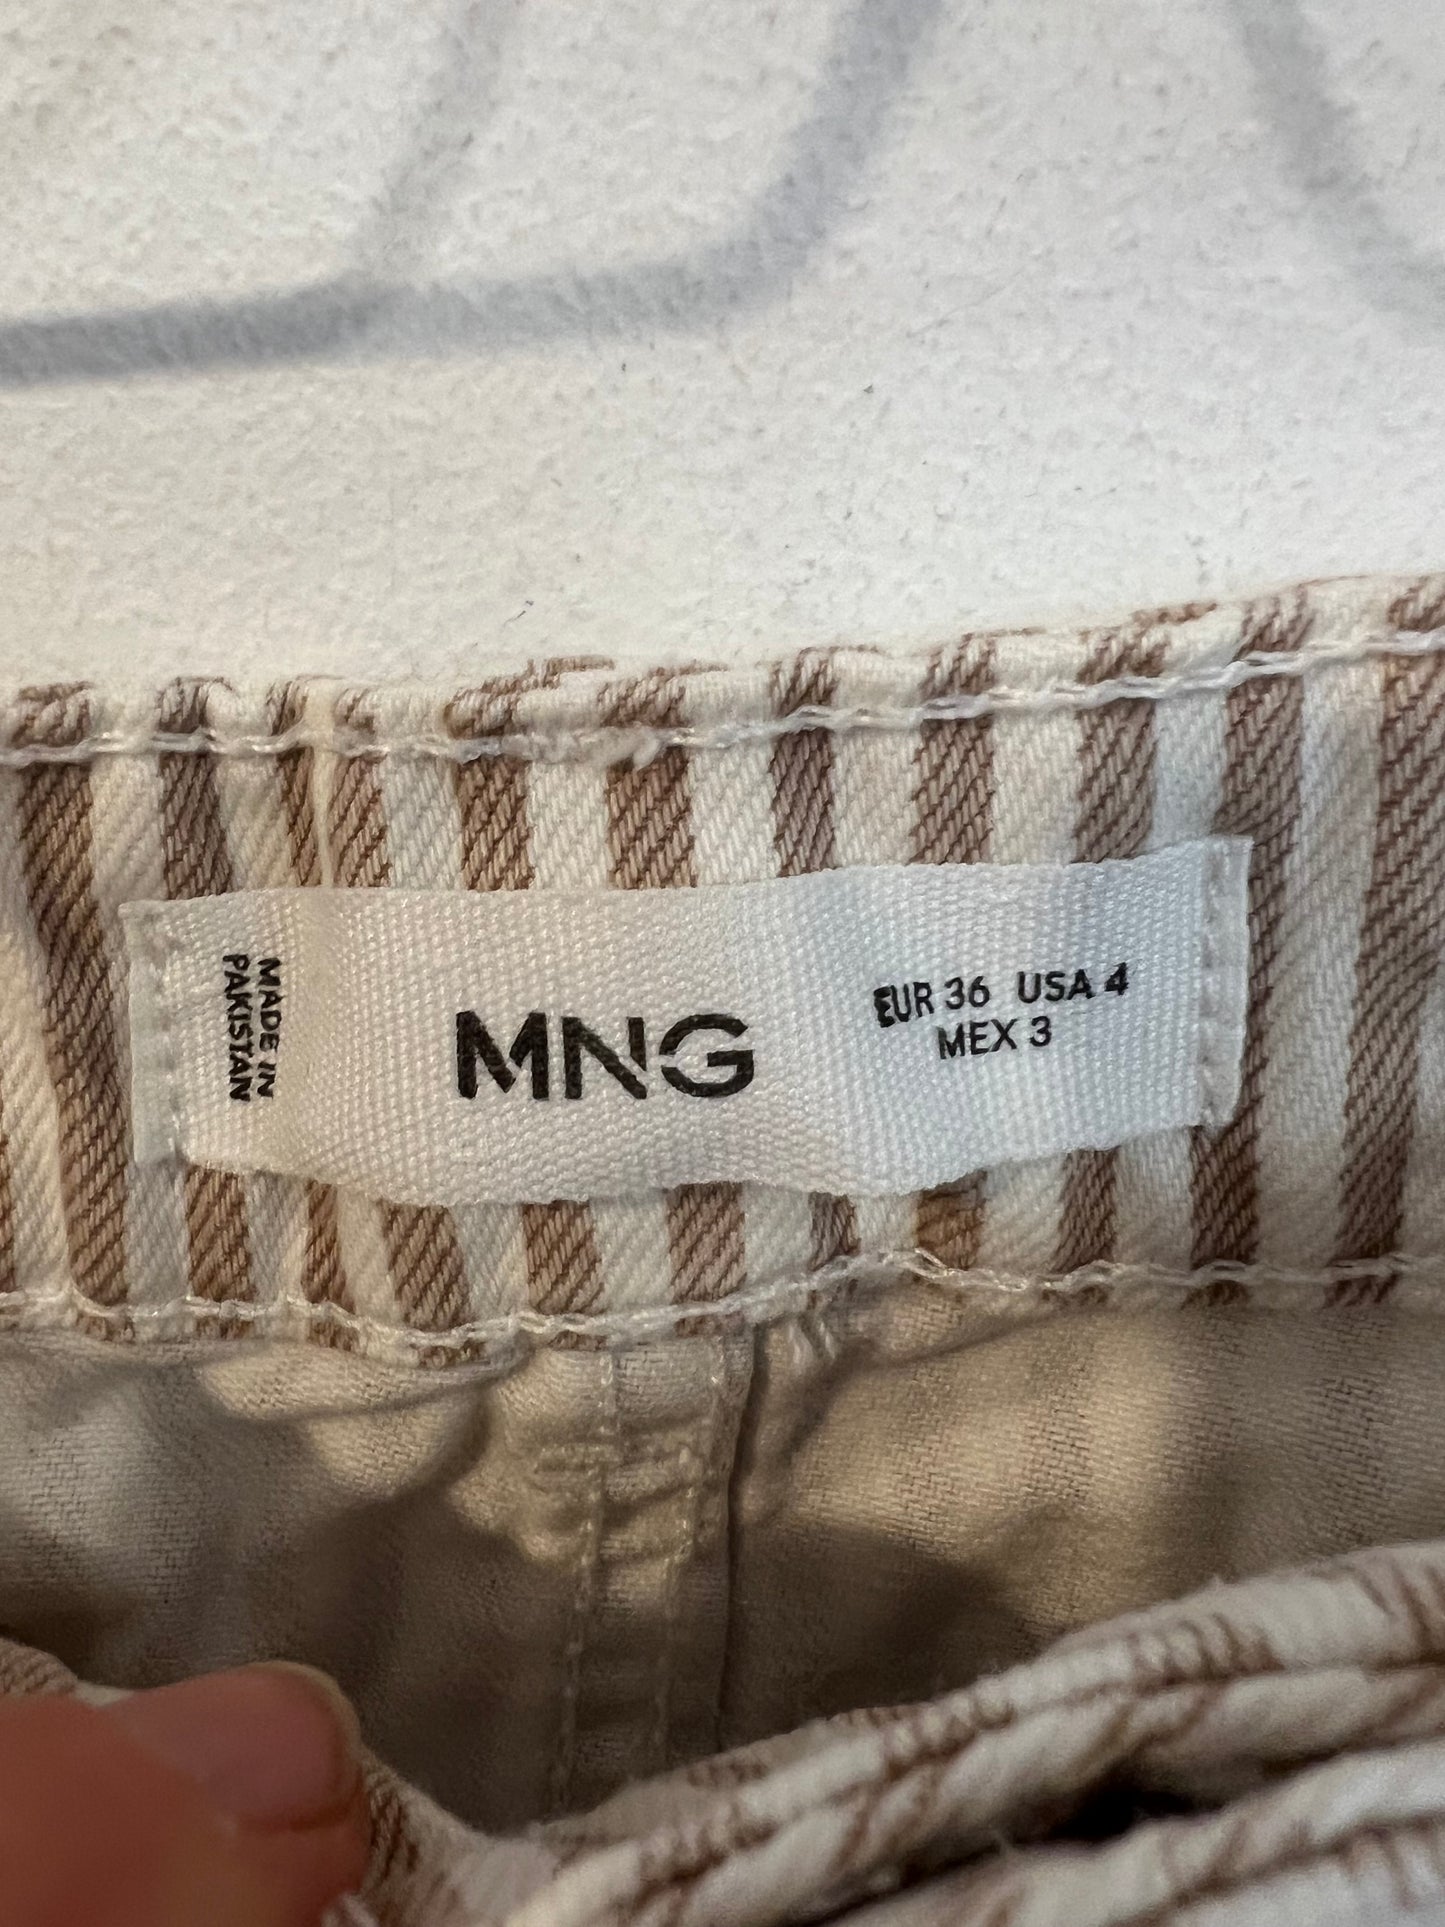 MADE IN
PAKISTAN
MNG
EUR 36 USA 4
MEX 3